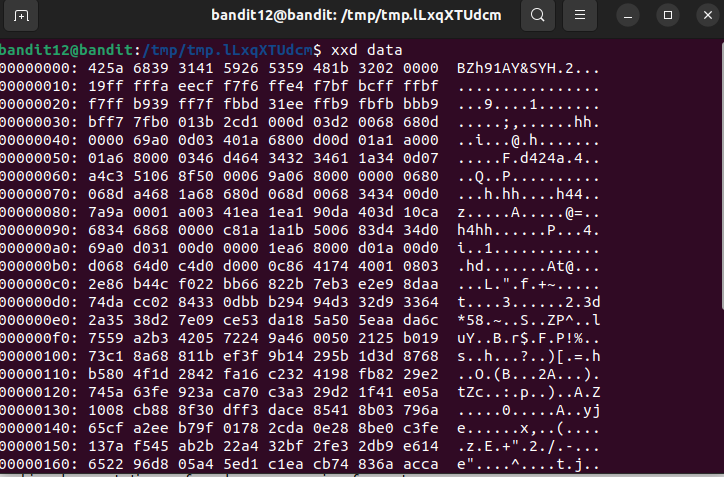 bandit12@bandit: /tmp/tmp.lLxqXTUdcm
bandit12@bandit:/tmp/tmp.lLxqXTUdcm$ xxd data
00000000: 425a 6839 3141 5926 5359 481b 3202 0000  BZh91AY&SYH.2...
00000010: 19ff fffa eecf f7f6 ffe4 f7bf bcff ffbf  ................
00000020: f7ff b939 ff7f fbbd 31ee ffb9 fbfb bbb9  ...9....1.......
00000030: bff7 7fb0 013b 2cd1 000d 03d2 0068 680d  .....;,......hh.
00000040: 0000 69a0 0d03 401a 6800 d00d 01a1 a000  ..i...@.h.......
00000050: 01a6 8000 0346 d464 3432 3461 1a34 0d07  .....F.d424a.4..
00000060: a4c3 5106 8f50 0006 9a06 8000 0000 0680  ..Q..P..........
00000070: 068d a468 1a68 680d 068d 0068 3434 00d0  ...h.hh....h44..
00000080: 7a9a 0001 a003 41ea 1ea1 90da 403d 10ca  z.....A.....@=..
00000090: 6834 6868 0000 c81a 1a1b 5006 83d4 34d0  h4hh......P...4.
000000a0: 69a0 d031 00d0 0000 1ea6 8000 d01a 00d1  i..1............
000000b0: d068 64d0 c4d0 d000 0c86 4174 4001 0803  .hd.......At@...
000000c0: 2e86 b44c f022 bb66 822b 7eb3 e2e9 8daa  ...L.".f.+~.....
000000d0: 74da cc02 8433 0dbb b294 94d3 32d9 3364  t....3......2.3d
000000e0: 2a35 38d2 7e09 ce53 da18 5a50 5eaa da6c  *58.~..S..ZP^..l
000000f0: 7559 a2b3 4205 7224 9a46 0050 2125 b019  uY..B.r$.F.P!%..
00000100: 73c1 8a68 811b ef3f 9b14 295b 1d3d 8768  s..h...?..)[.=.h
00000110: b580 4f1d 2842 fa16 c232 4198 fb82 29e2  ..O.(B...2A...).
00000120: 745a 63fe 923a ca70 c3a3 29d2 1f41 e05a  tZc..:.p..)..A.Z
00000130: 1008 cb88 8f30 dff3 dace 8541 8b03 796a  .....0.....A..yj
00000140: 65cf a2ee b79f 0178 2cda 0e28 8be0 c3fe  e......x,..(....
00000150: 137a f545 ab2b 22a4 32bf 2fe3 2db9 e614  .z.E.+".2./.-...
00000160: 6522 96d8 05a4 5ed1 c1ea cb74 836a acca  e"....^....t.j..